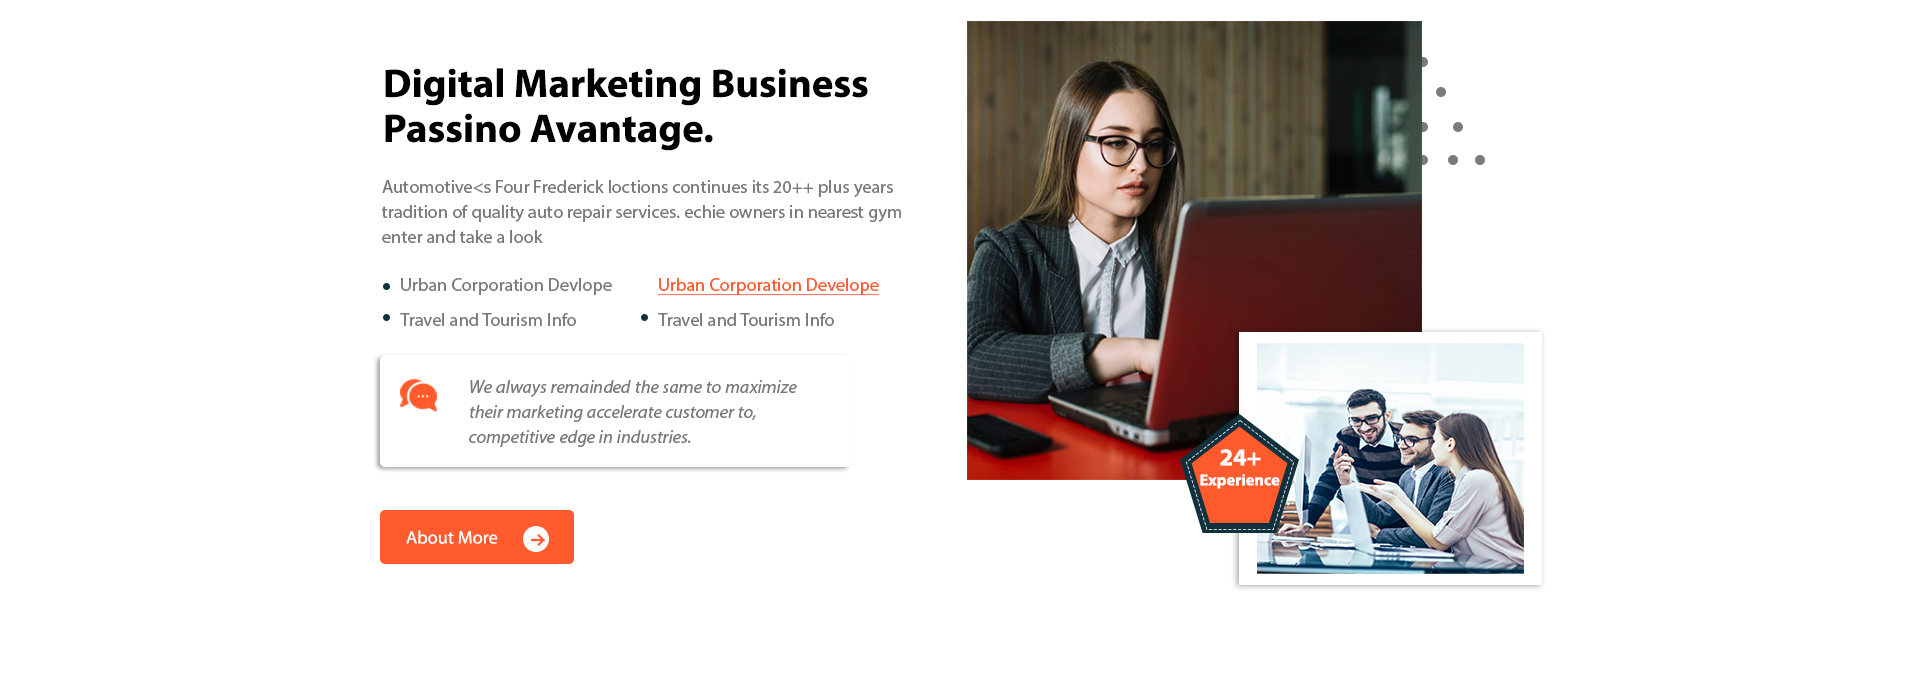 Digital Marketing Business
Passino Avantage.
Automotive<s Four Frederick loctions continues its 20++ plus years
tradition of quality auto repair services. echie owners in nearest gym
enter and take a look
Urban Corporation Devlope
Urban Corporation Develope
Travel and Tourism Info
Travel and Tourism Info
We always remainded the same to maximize
their marketing accelerate customer to,
competitive edge in industries.
About More
24+
Experience